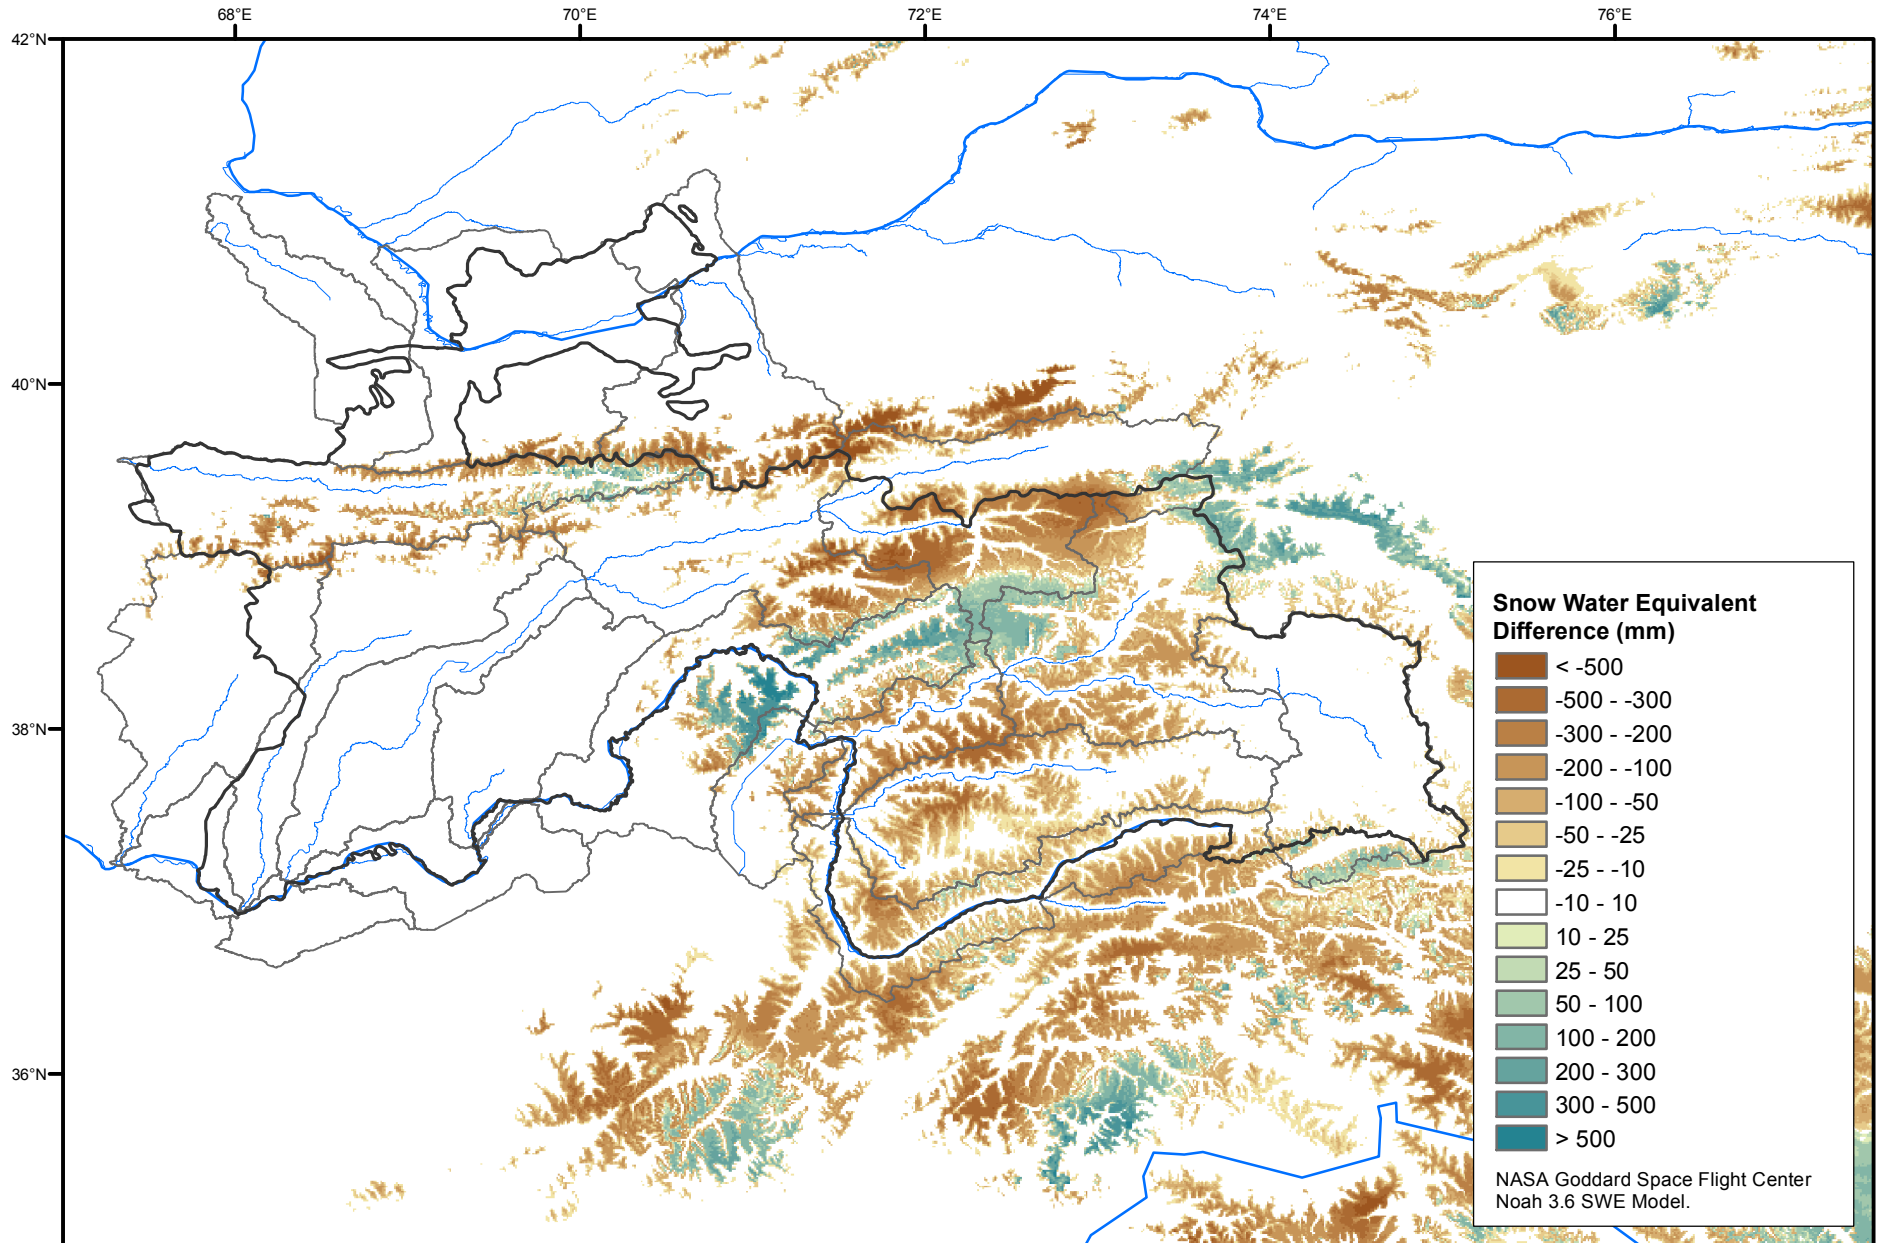 68°E 70°E 72°E 74°E 76°E
42°N
40°N
38°N
36°N
Snow Water Equivalent
Difference (mm)
< -500
-500 - -300
-300 - -200
-200 - -100
-100 - -50
-50 - -25
-25 - -10
-10 - 10
10 - 25
25 - 50
50 - 100
100 - 200
200 - 300
300 - 500
> 500
NASA Goddard Space Flight Center
Noah 3.6 SWE Model.